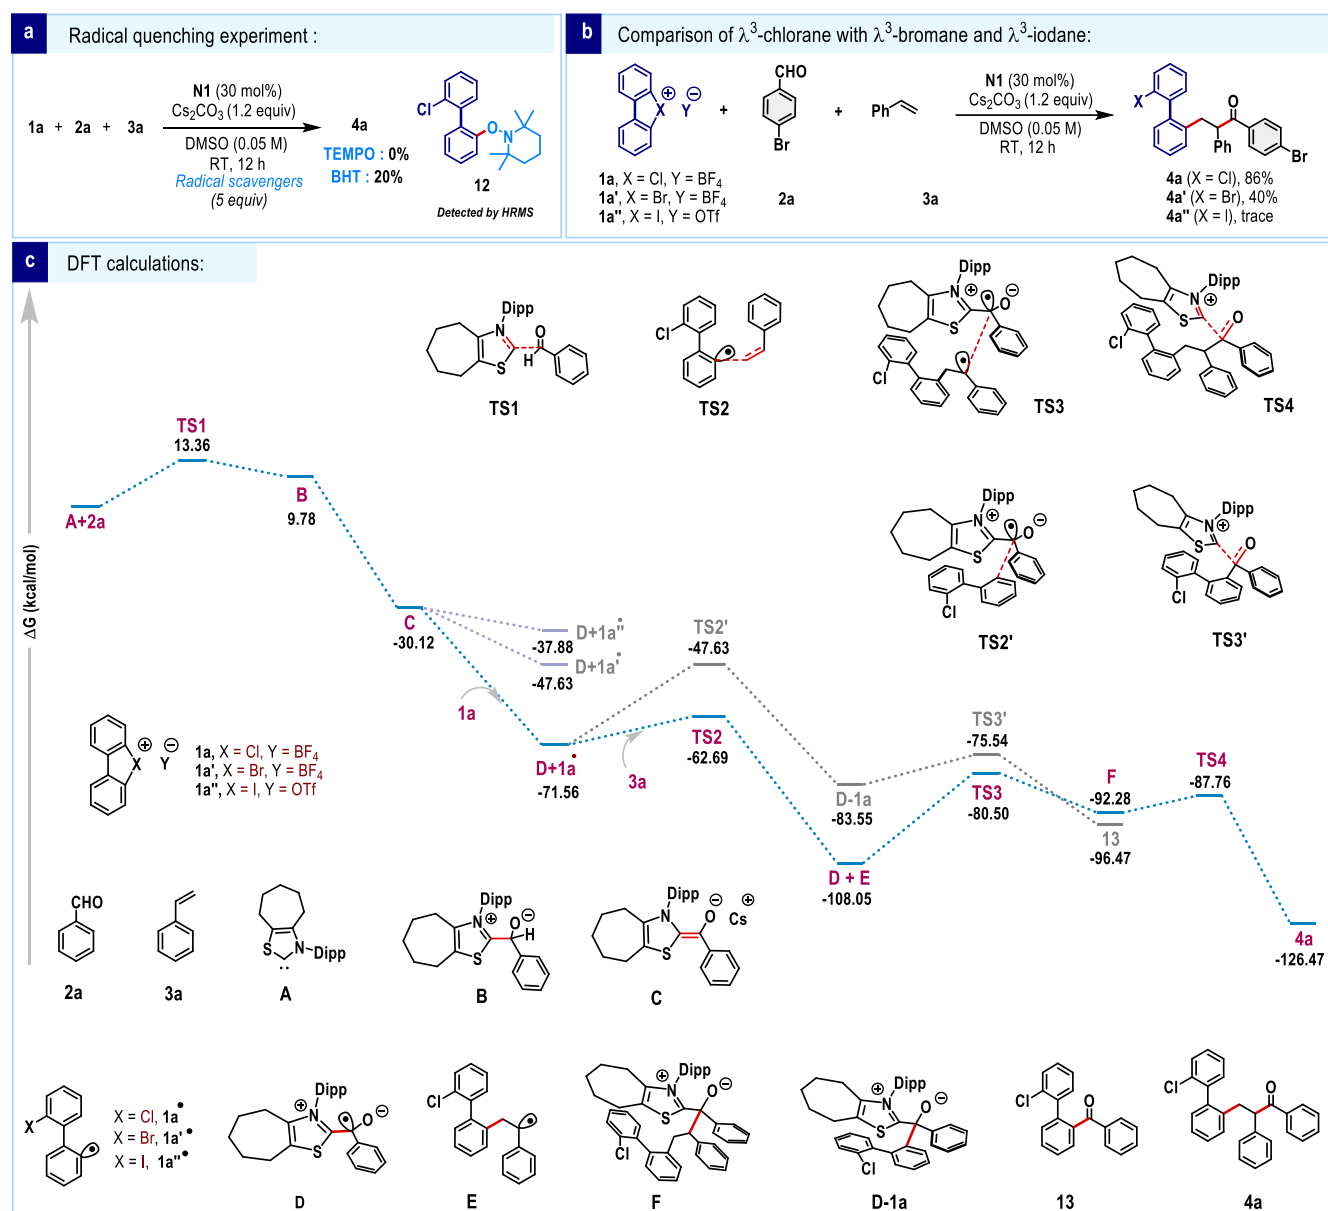 a Radical quenching experiment :
1a + 2a + 3a
N1 (30 mol%)
Cs₂CO₃ (1.2 equiv)
DMSO (0.05 M)
RT, 12 h
Radical scavengers
(5 equiv)
4a
TEMPO : 0%
BHT : 20%
Cl
O
N
12
Detected by HRMS
b Comparison of λ³-chlorane with λ³-bromane and λ³-iodane:
X ⊕ Y ⊖
+
CHO
Br
+
Ph
N1 (30 mol%)
Cs₂CO₃ (1.2 equiv)
DMSO (0.05 M)
RT, 12 h
X
O
Ph
Br
1a, X = Cl, Y = BF₄
1a', X = Br, Y = BF₄
1a'', X = I, Y = OTf
2a
3a
4a (X = Cl), 86%
4a' (X = Br), 40%
4a'' (X = I), trace
c DFT calculations:
ΔG (kcal/mol)
Dipp
N
S
O
H
TS1
Cl
TS2
Dipp
N ⊕
S
O ⊖
Cl
TS3
Dipp
N ⊕
S
O
Cl
TS4
Dipp
N ⊕
S
O ⊖
Cl
TS2'
Dipp
N ⊕
S
O
Cl
TS3'
A+2a
TS1
13.36
B
9.78
C
-30.12
D+1a''•
-37.88
D+1a'•
-47.63
1a
D+1a•
-71.56
3a
TS2'
-47.63
TS2
-62.69
D-1a
-83.55
D + E
-108.05
TS3'
-75.54
TS3
-80.50
F
-92.28
13
-96.47
TS4
-87.76
4a
-126.47
X ⊕ Y ⊖
1a, X = Cl, Y = BF₄
1a', X = Br, Y = BF₄
1a'', X = I, Y = OTf
CHO
2a
3a
S
N-Dipp
A
Dipp
N ⊕
S
O ⊖
H
B
Dipp
N
S
O ⊖
Cs ⊕
C
X
X = Cl, 1a•
X = Br, 1a'•
X = I, 1a''•
Dipp
N ⊕
S
O ⊖
D
Cl
E
Dipp
N ⊕
S
O ⊖
Cl
F
Dipp
N ⊕
S
O ⊖
Cl
D-1a
Cl
O
13
Cl
O
4a